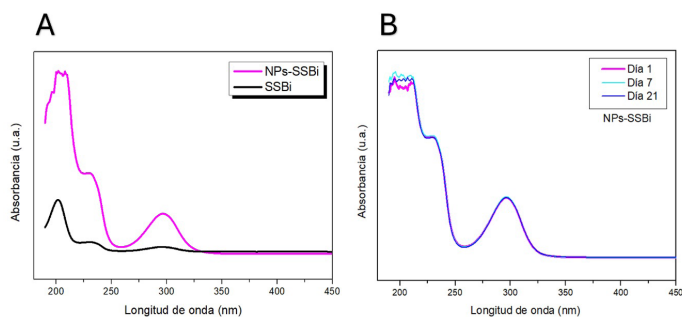 A
NPs-SSBi
SSBi
Absorbancia (u.a.)
200 250 300 350 400 450
Longitud de onda (nm)
B
Dia 1
Dia 7
Dia 21
NPs-SSBi
Absorbancia (u.a.)
200 250 300 350 400 450
Longitud de onda (nm)